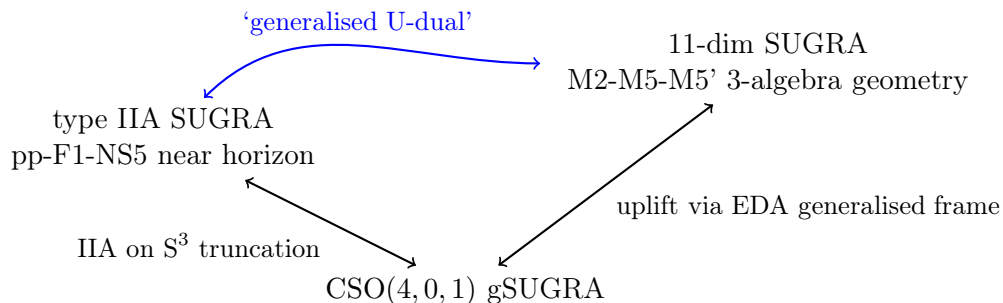 ‘generalised U-dual’
11-dim SUGRA
M2-M5-M5' 3-algebra geometry
type IIA SUGRA
pp-F1-NS5 near horizon
uplift via EDA generalised frame
IIA on S³ truncation
CSO(4, 0, 1) gSUGRA